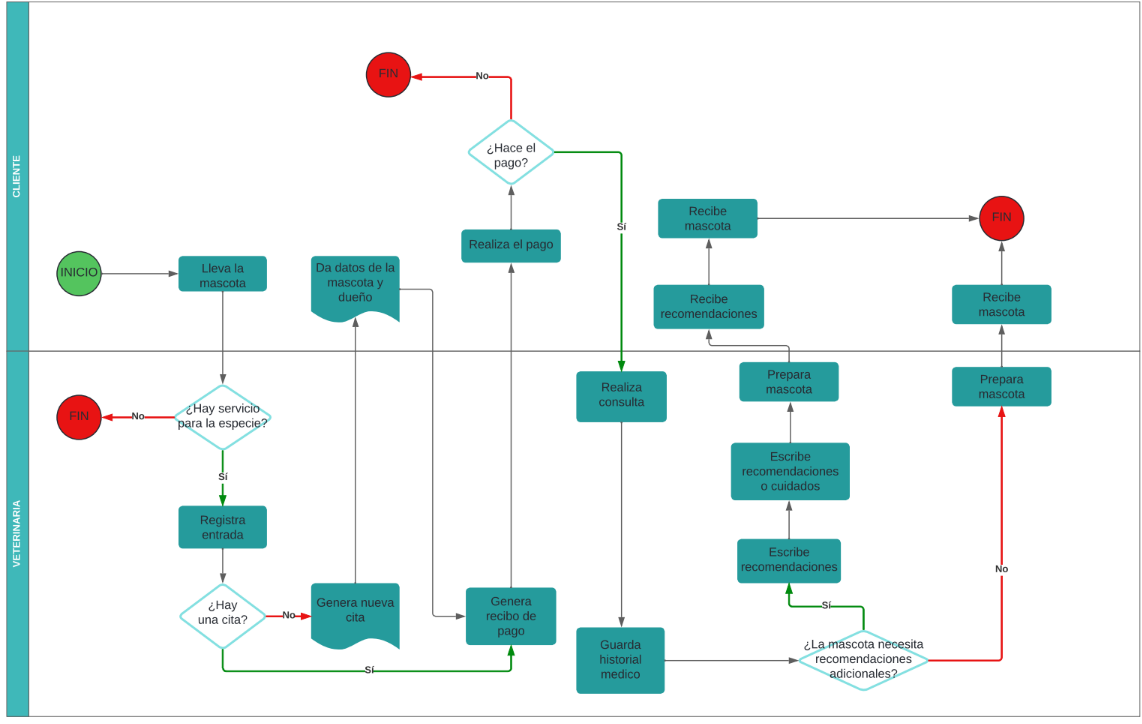 CLIENTE
FIN
No
¿Hace el
pago?
Sí
Realiza el pago
INICIO
Lleva la
mascota
Da datos de la
mascota y
dueño
Recibe
mascota
FIN
Recibe
recomendaciones
Recibe
mascota
VETERINARIA
FIN
No
¿Hay servicio
para la especie?
Sí
Registra
entrada
¿Hay
una cita?
No
Genera nueva
cita
Sí
Genera
recibo de
pago
Realiza
consulta
Guarda
historial
medico
¿La mascota necesita
recomendaciones
adicionales?
Sí
Escribe
recomendaciones
Escribe
recomendaciones
o cuidados
Prepara
mascota
No
Prepara
mascota